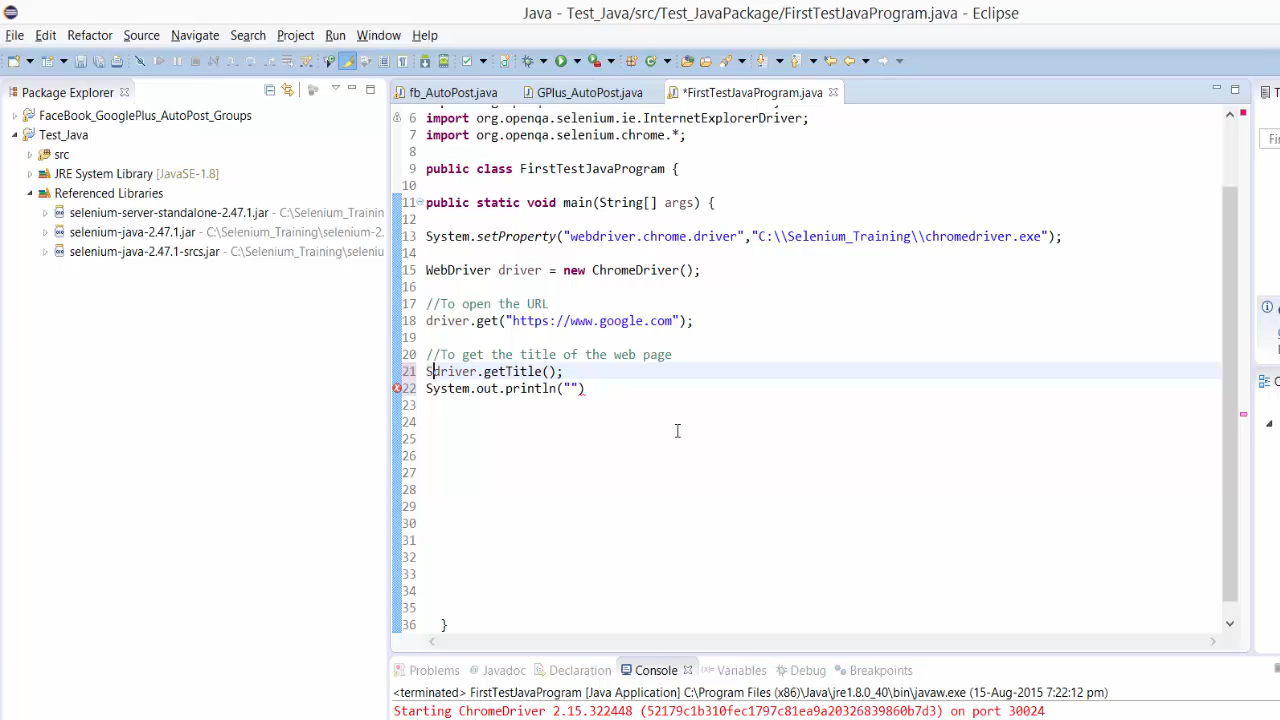 Java - Test_Java/src/Test_JavaPackage/FirstTestJavaProgram.java - Eclipse
File Edit Refactor Source Navigate Search Project Run Window Help
Package Explorer
fb_AutoPost.java GPlus_AutoPost.java *FirstTestJavaProgram.java
FaceBook_GooglePlus_AutoPost_Groups
Test_Java
src
JRE System Library [JavaSE-1.8]
Referenced Libraries
selenium-server-standalone-2.47.1.jar - C:\Selenium_Trainin
selenium-java-2.47.1.jar - C:\Selenium_Training\selenium-2.
selenium-java-2.47.1-srcs.jar - C:\Selenium_Training\seleniu
6 import org.openqa.selenium.ie.InternetExplorerDriver;
7 import org.openqa.selenium.chrome.*;
8
9 public class FirstTestJavaProgram {
10
11 public static void main(String[] args) {
12
13 System.setProperty("webdriver.chrome.driver","C:\\Selenium_Training\\chromedriver.exe");
14
15 WebDriver driver = new ChromeDriver();
16
17 //To open the URL
18 driver.get("https://www.google.com");
19
20 //To get the title of the web page
21 Sdriver.getTitle();
22 System.out.println("")
23
24
25
26
27
28
29
30
31
32
33
34
35
36 }
Problems @ Javadoc Declaration Console Variables Debug Breakpoints
<terminated> FirstTestJavaProgram [Java Application] C:\Program Files (x86)\Java\jre1.8.0_40\bin\javaw.exe (15-Aug-2015 7:22:12 pm)
Starting ChromeDriver 2.15.322448 (52179c1b310fec1797c81ea9a20326839860b7d3) on port 30024